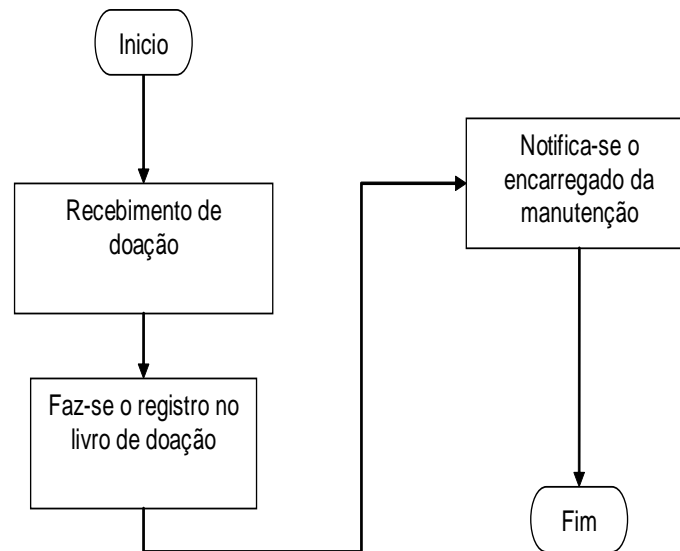 Inicio
Recebimento de
doação
Faz-se o registro no
livro de doação
Notifica-se o
encarregado da
manutenção
Fim